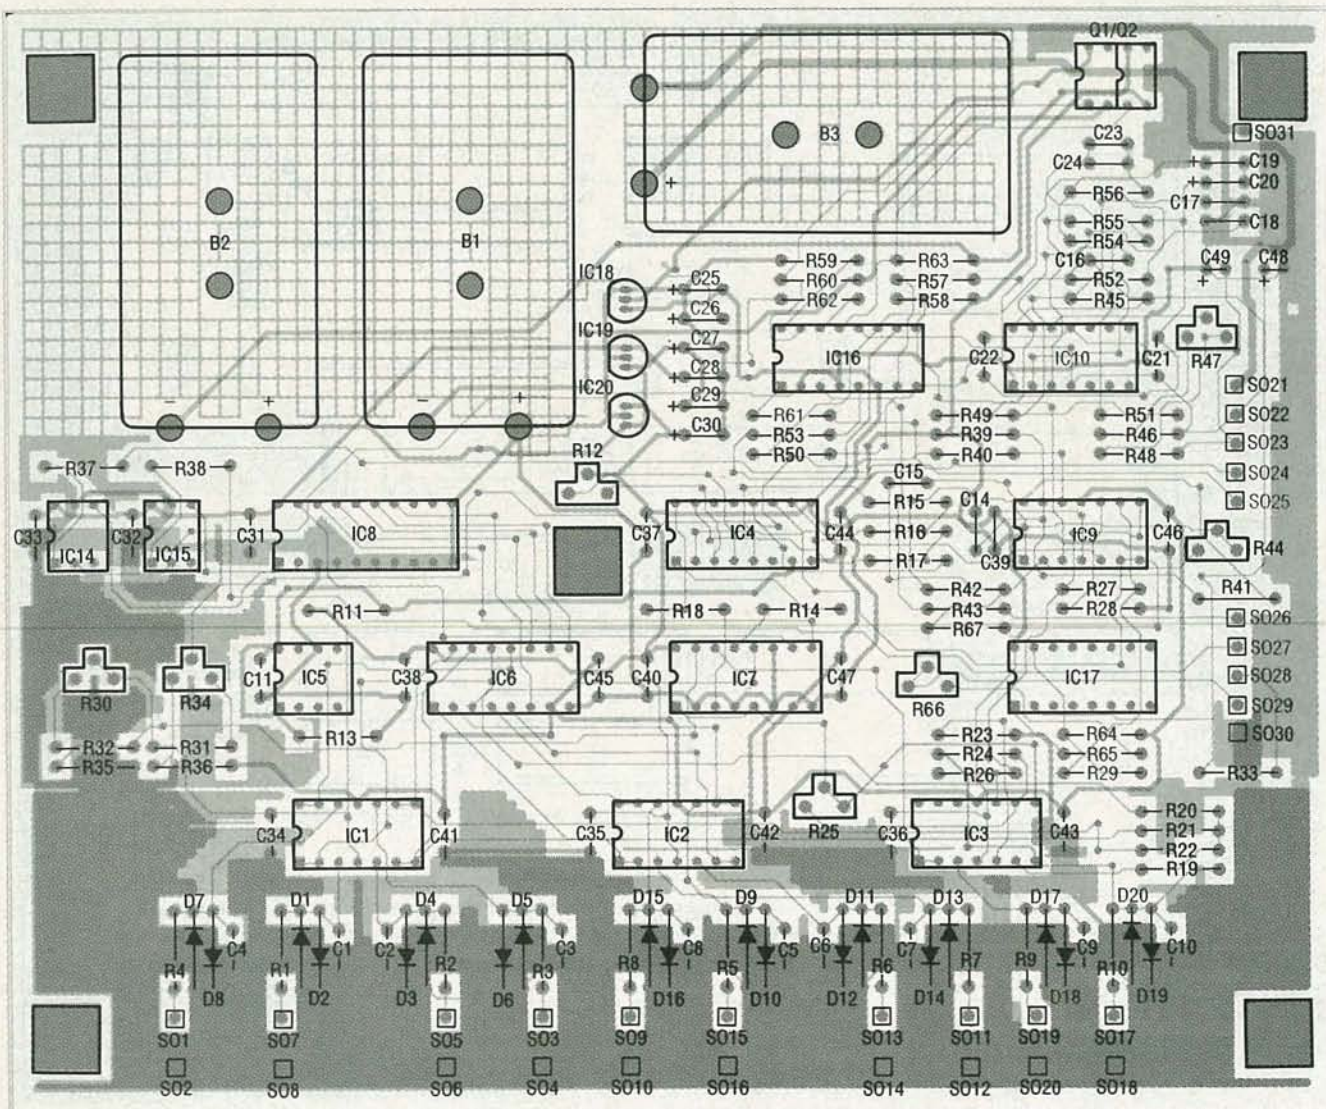 Q1/Q2
B2
B1
B3
+
SO31
C23
C24
+ C19
+ C20
C17
C18
R56
R55
R54
C16
R52
R45
C49
+
C48
+
R59
R60
R62
R63
R57
R58
IC18
IC19
IC20
+ C25
+ C26
+ C27
+ C28
+ C29
+ C30
IC16
C22
IC10
C21
R47
SO21
SO22
SO23
SO24
SO25
− +
− +
R61
R53
R50
R49
R39
R40
R51
R46
R48
R37
R38
R12
C15
R15
R16
R17
C14
C39
C33
IC14
C32
IC15
C31
IC8
C37
IC4
C44
IC9
C46
R44
R41
R11
R18
R14
R42
R43
R67
R27
R28
SO26
SO27
SO28
SO29
SO30
R30
R34
C11
IC5
C38
IC6
C45
C40
IC7
C47
R66
IC17
R32
R35
R31
R36
R13
R23
R24
R26
R64
R65
R29
R33
R25
C34
IC1
C41
C35
IC2
C42
C36
IC3
C43
R20
R21
R22
R19
D7 D1 D4 D5 D15 D9 D11 D13 D17 D20
C4 C1 C2 C3 C8 C5 C6 C7 C9 C10
R4 R1 R2 R3 R8 R5 R6 R7 R9 R10
D8 D2 D3 D6 D16 D10 D12 D14 D18 D19
SO1 SO7 SO5 SO3 SO9 SO15 SO13 SO11 SO19 SO17
SO2 SO8 SO6 SO4 SO10 SO16 SO14 SO12 SO20 SO18